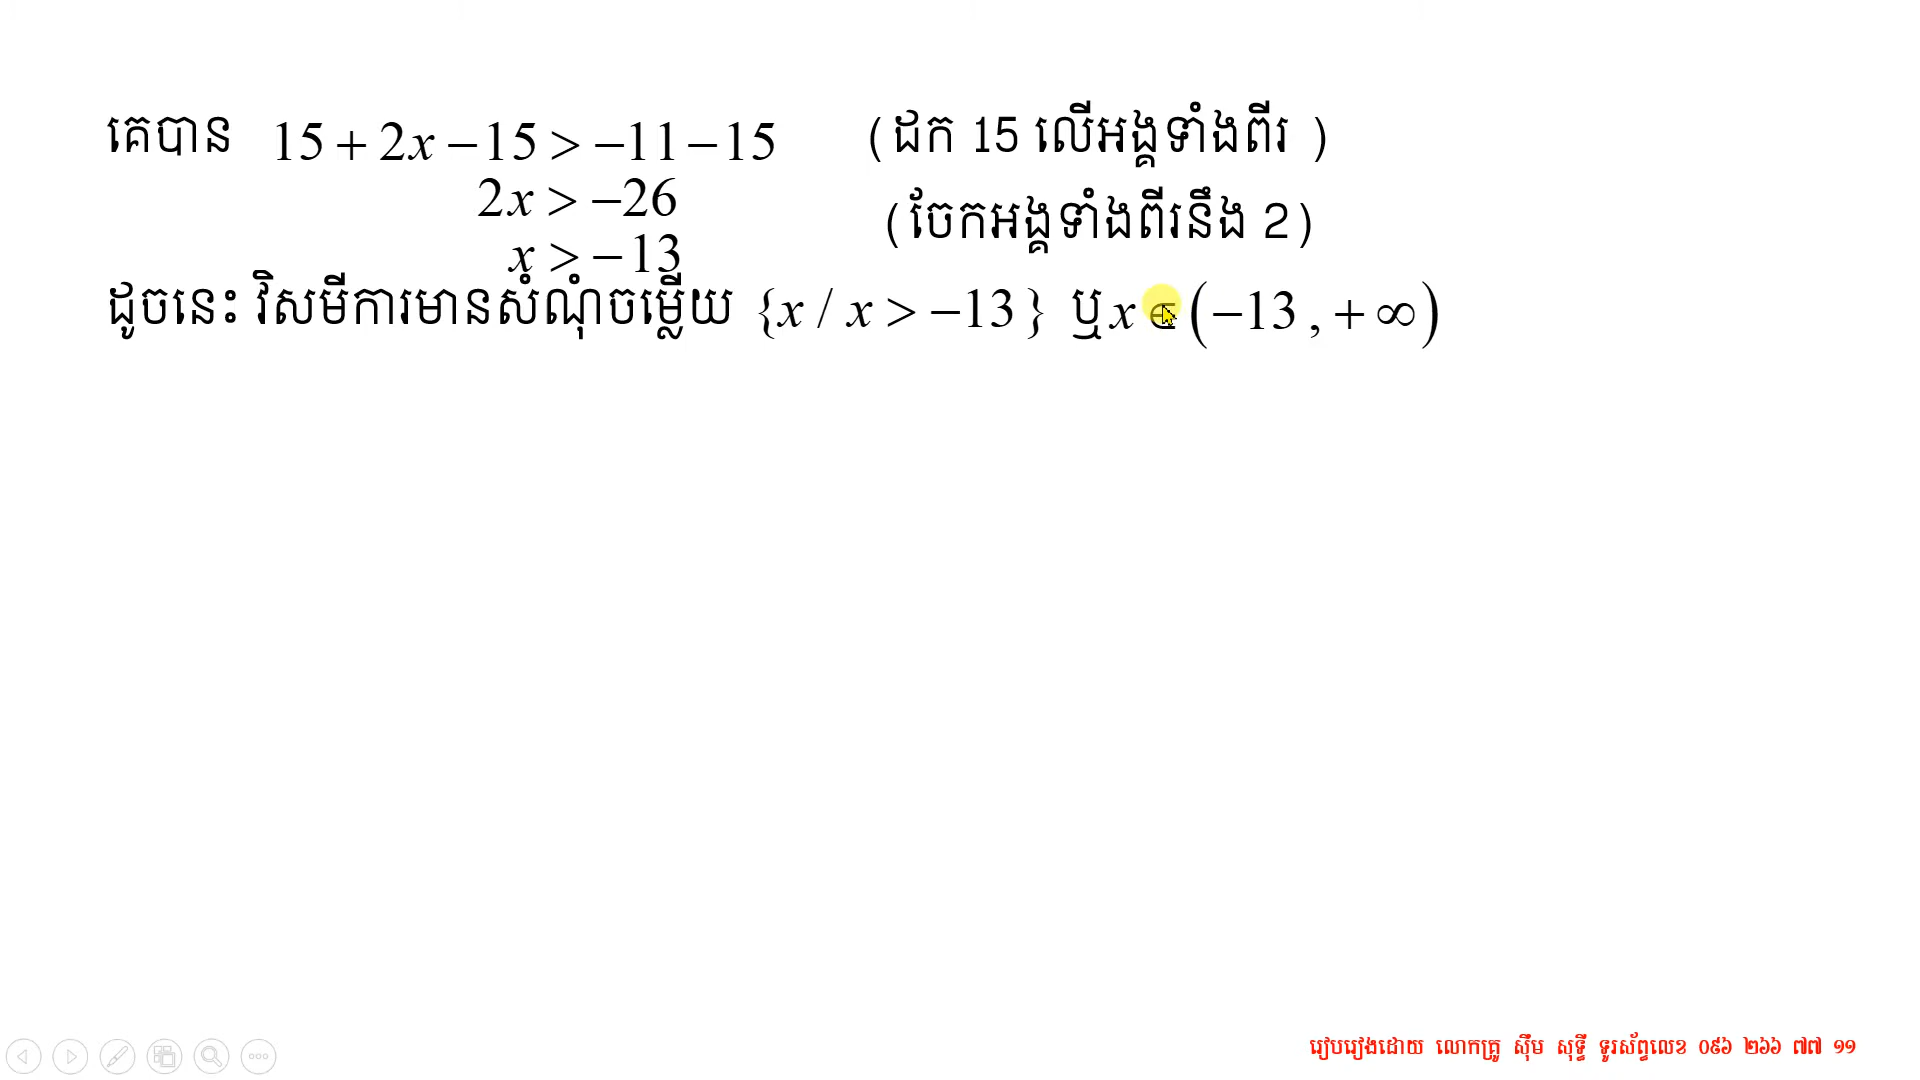 គេបាន 15 + 2x − 15 > −11 − 15 (ដក 15 លើអង្គទាំងពីរ )
2x > −26 (ចែកអង្គទាំងពីរនឹង 2)
x > −13
ដូចនេះ វិសមីការមានសំណុំចម្លើយ {x / x > −13 } ឬ x ∈ (−13 , + ∞)
រៀបរៀងដោយ លោកគ្រូ ស៊ឹម សុទ្ធី ទូរស័ព្ទលេខ ០៩៦ ២៦៦ ៧៧ ១១